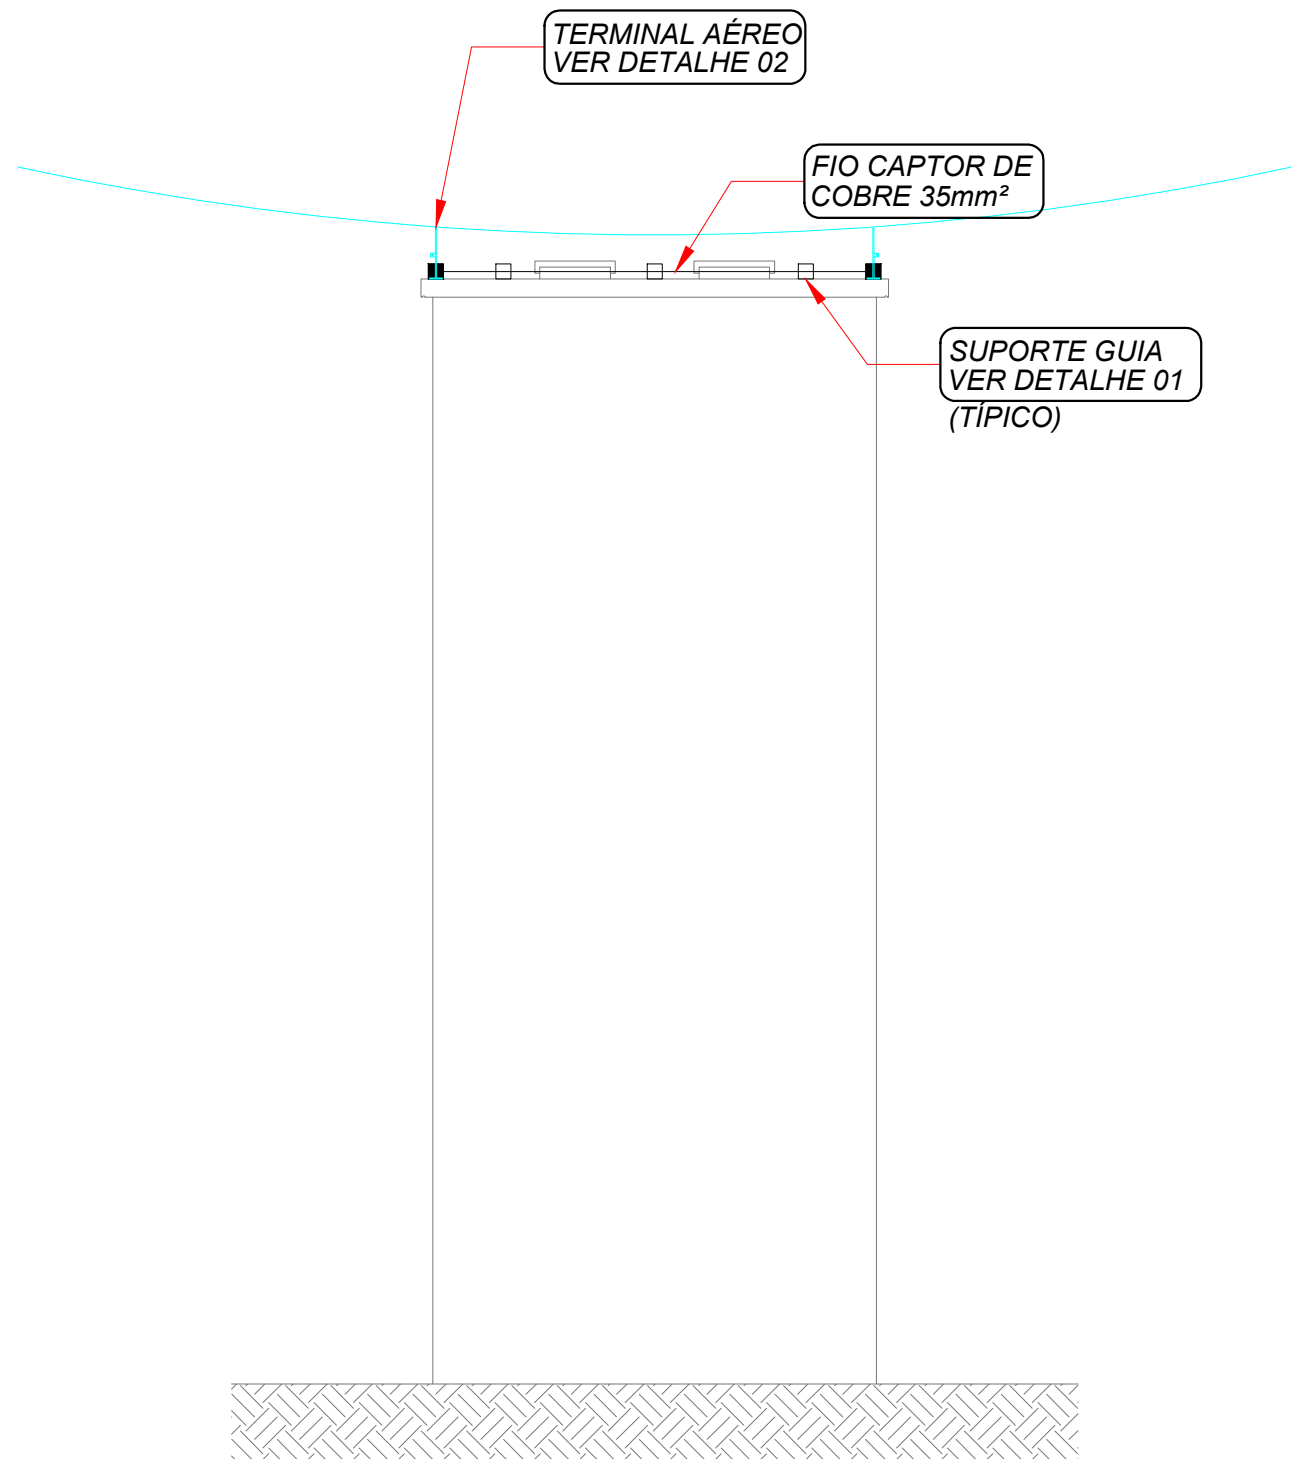 TERMINAL AÉREO
VER DETALHE 02
FIO CAPTOR DE
COBRE 35mm²
SUPORTE GUIA
VER DETALHE 01
(TÍPICO)